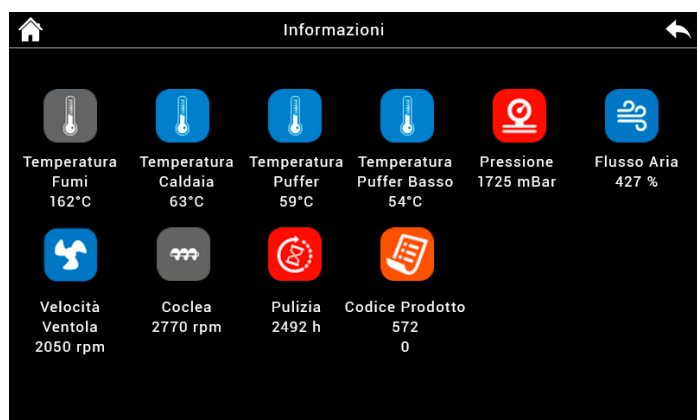 Informazioni
Temperatura
Fumi
162°C
Temperatura
Caldaia
63°C
Temperatura
Puffer
59°C
Temperatura
Puffer Basso
54°C
Pressione
1725 mBar
Flusso Aria
427 %
Velocità
Ventola
2050 rpm
Coclea
2770 rpm
Pulizia
2492 h
Codice Prodotto
572
0